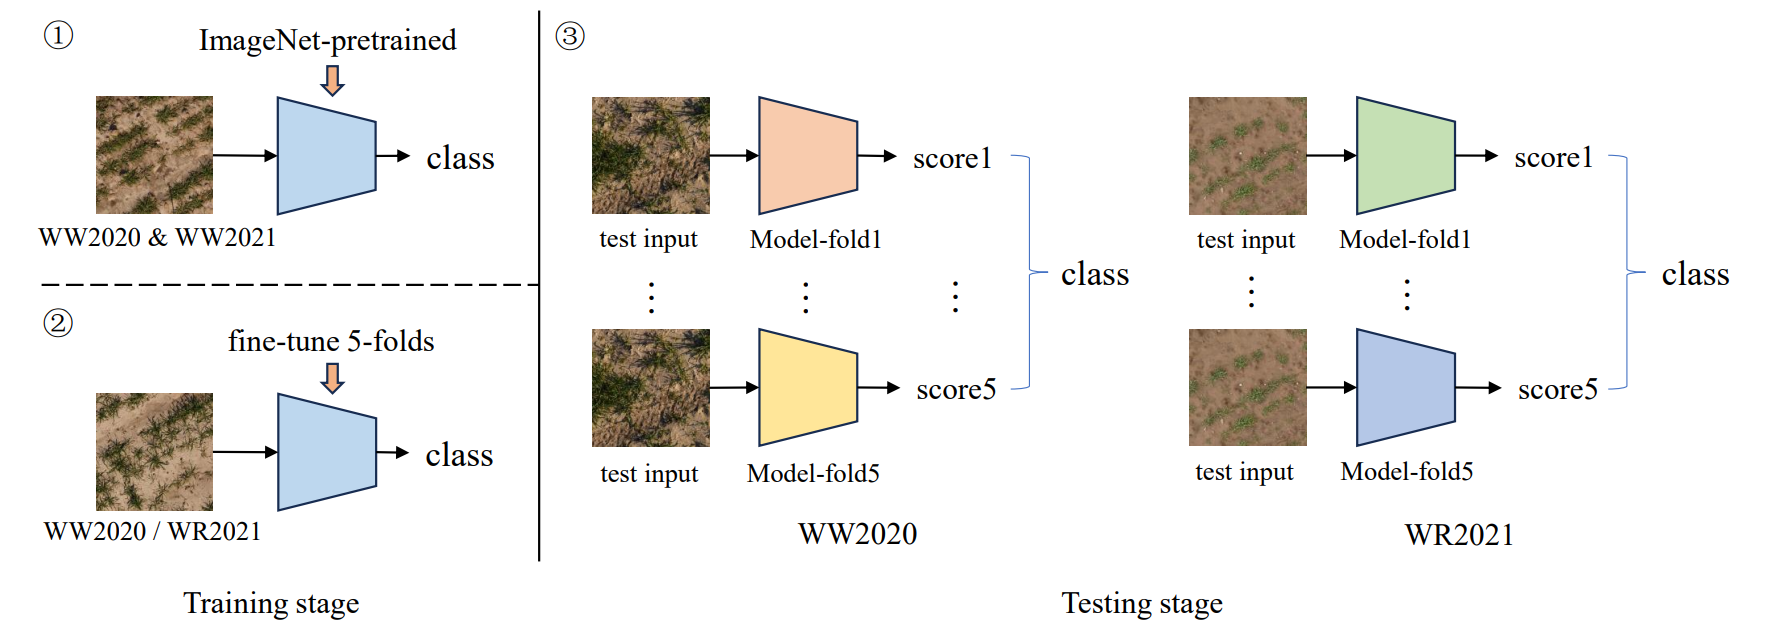 ①
ImageNet-pretrained
class
WW2020 & WW2021
②
fine-tune 5-folds
class
WW2020 / WR2021
Training stage
③
score1
test input
Model-fold1
class
score5
test input
Model-fold5
WW2020
score1
test input
Model-fold1
class
score5
test input
Model-fold5
WR2021
Testing stage